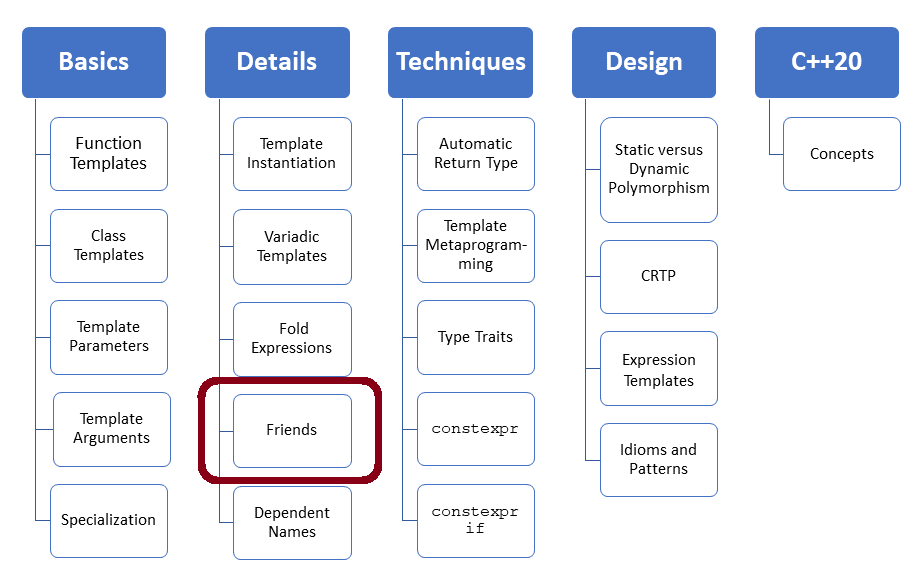 Basics
Function
Templates
Class
Templates
Template
Parameters
Template
Arguments
Specialization
Details
Template
Instantiation
Variadic
Templates
Fold
Expressions
Friends
Dependent
Names
Techniques
Automatic
Return Type
Template
Metaprogram-
ming
Type Traits
constexpr
constexpr
if
Design
Static versus
Dynamic
Polymorphism
CRTP
Expression
Templates
Idioms and
Patterns
C++20
Concepts